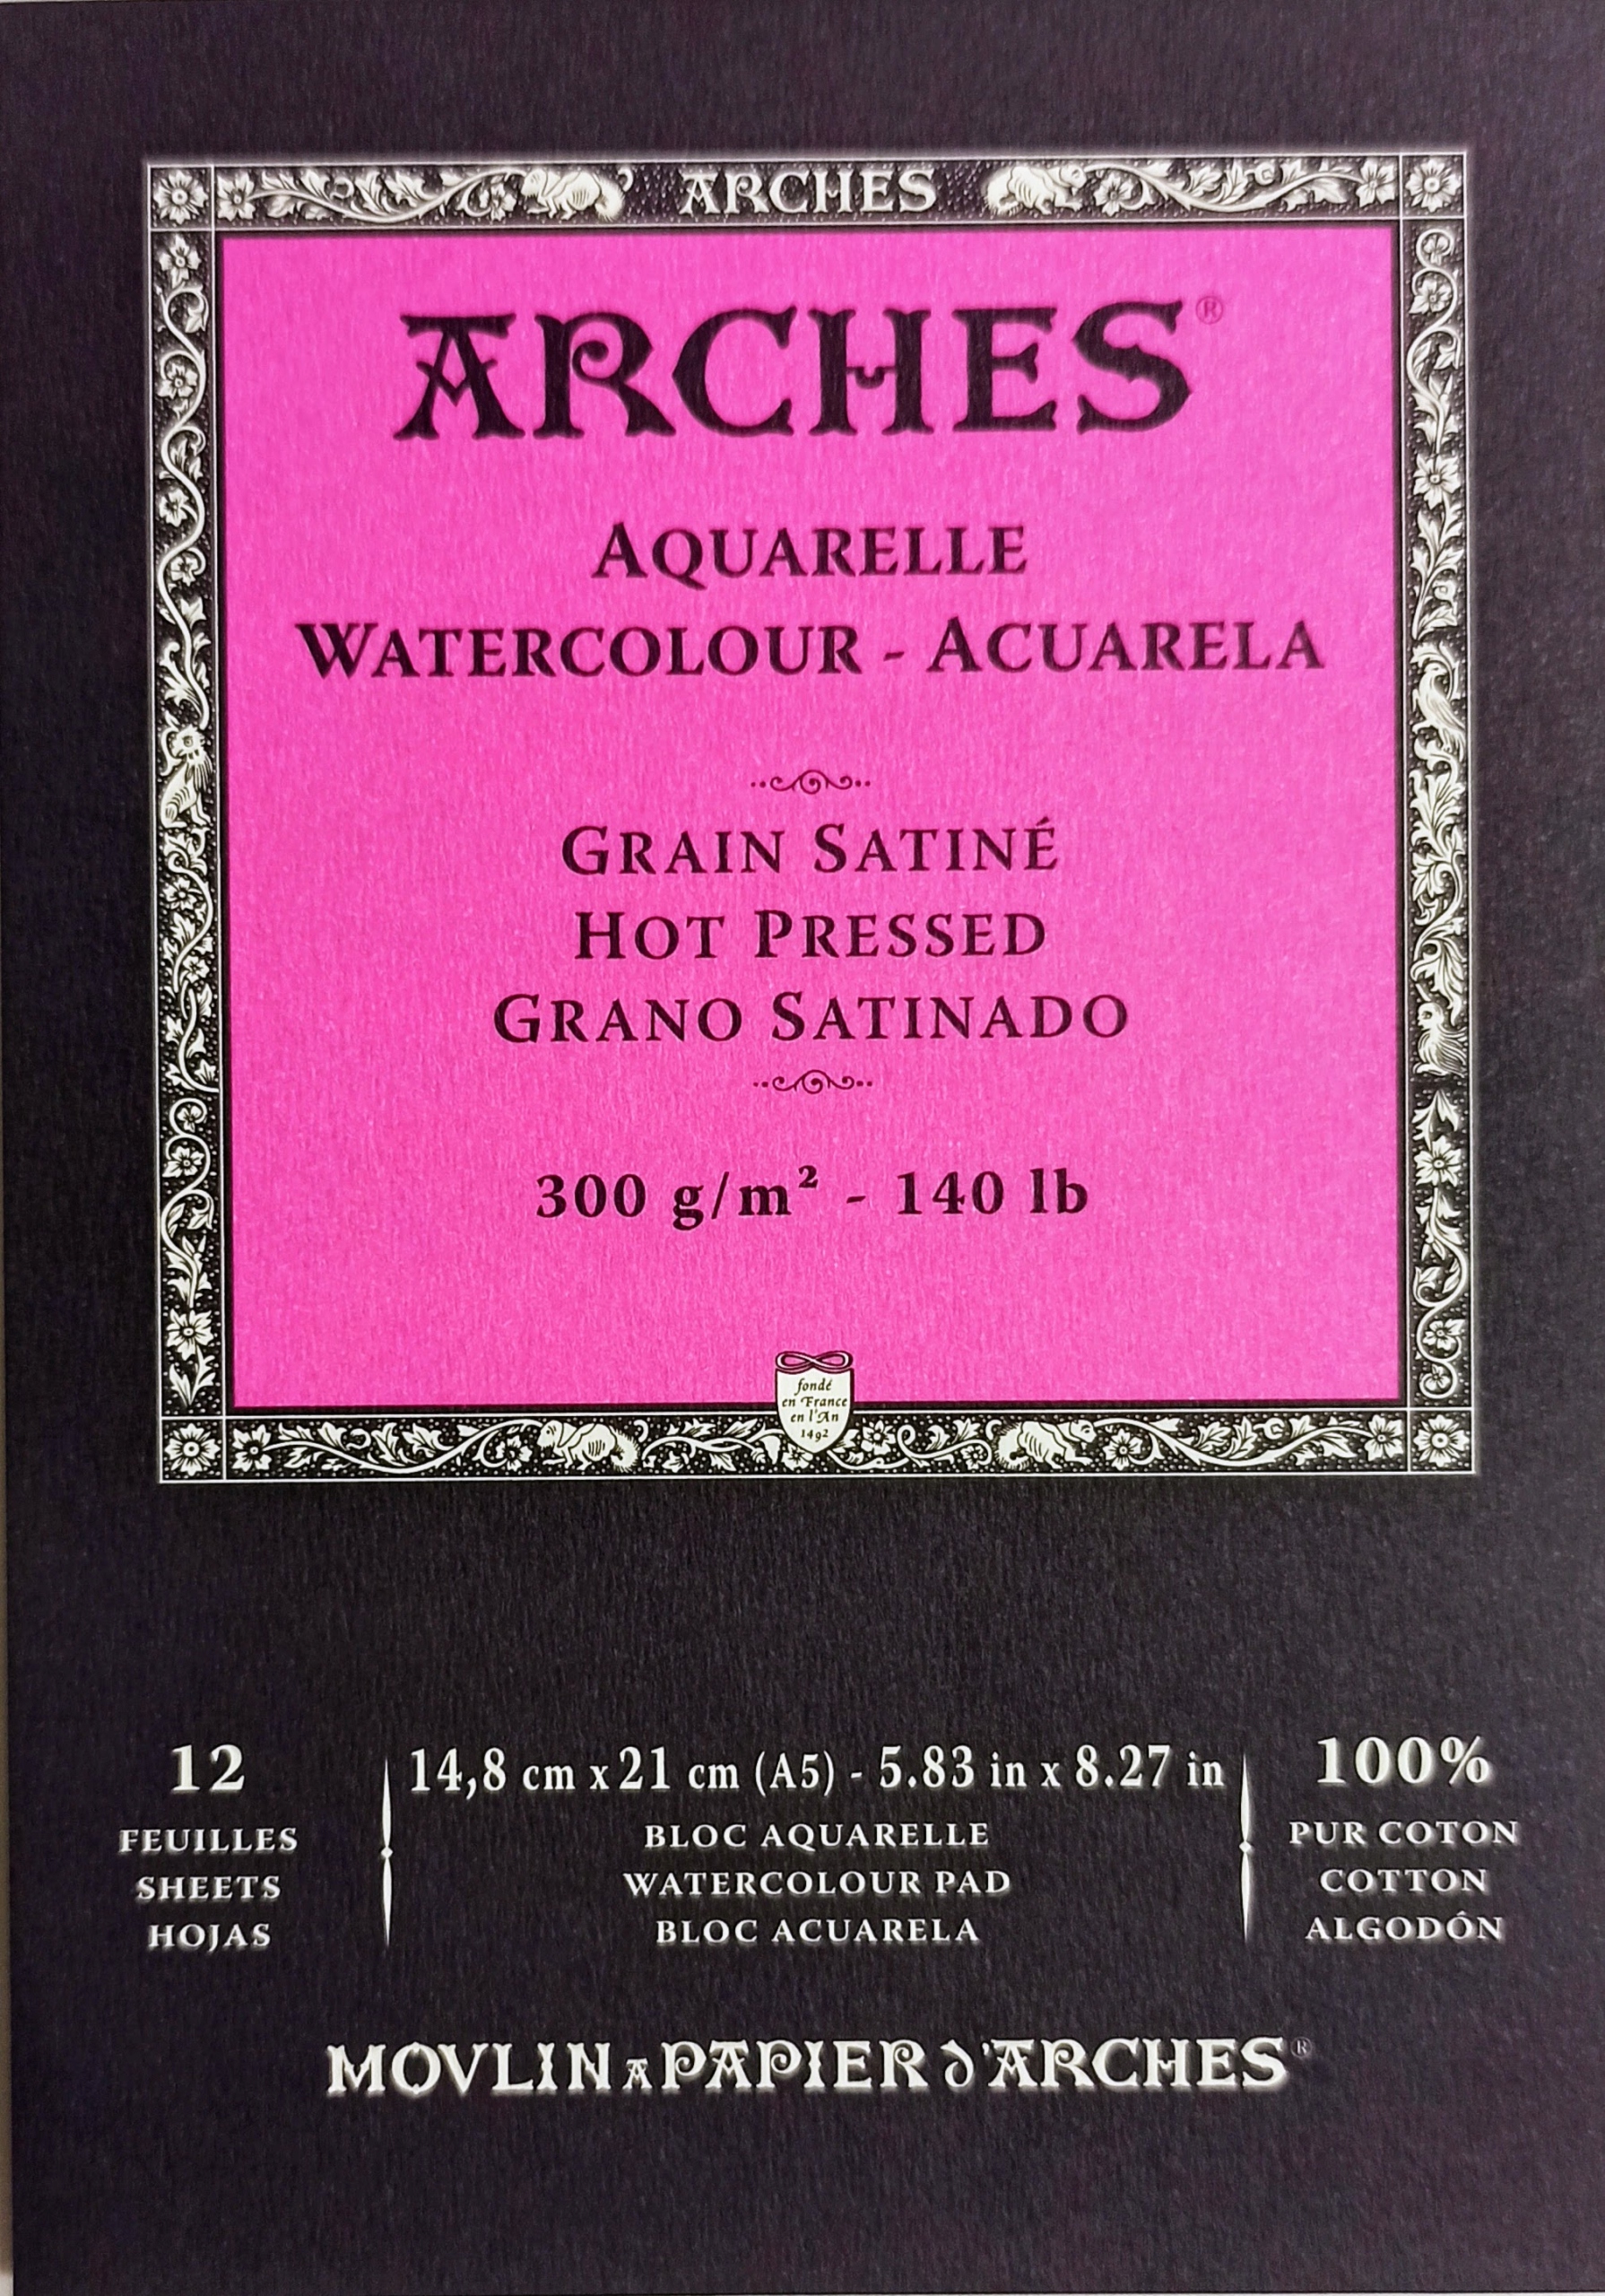 ARCHES
ARCHES®
AQUARELLE
WATERCOLOUR - ACUARELA
GRAIN SATINÉ
HOT PRESSED
GRANO SATINADO
300 g/m² - 140 lb
fondé
en France
en l'An
1492
12
FEUILLES
SHEETS
HOJAS
14,8 cm x 21 cm (A5) - 5.83 in x 8.27 in
BLOC AQUARELLE
WATERCOLOUR PAD
BLOC ACUARELA
100%
PUR COTON
COTTON
ALGODÓN
MOVLIN A PAPIER D'ARCHES®